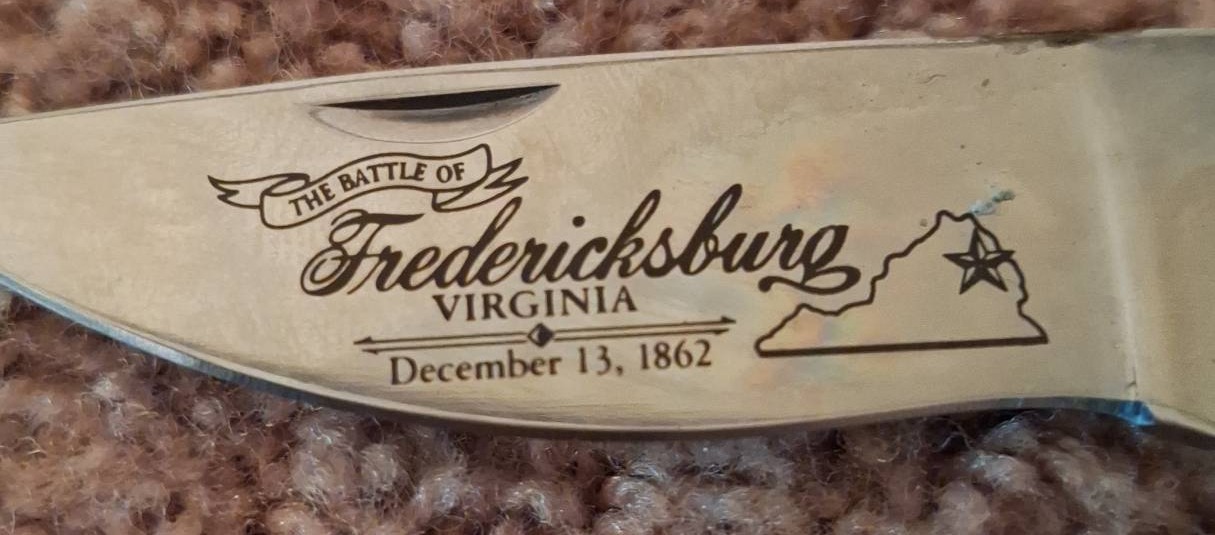 THE BATTLE OF
Fredericksburg
VIRGINIA
December 13, 1862